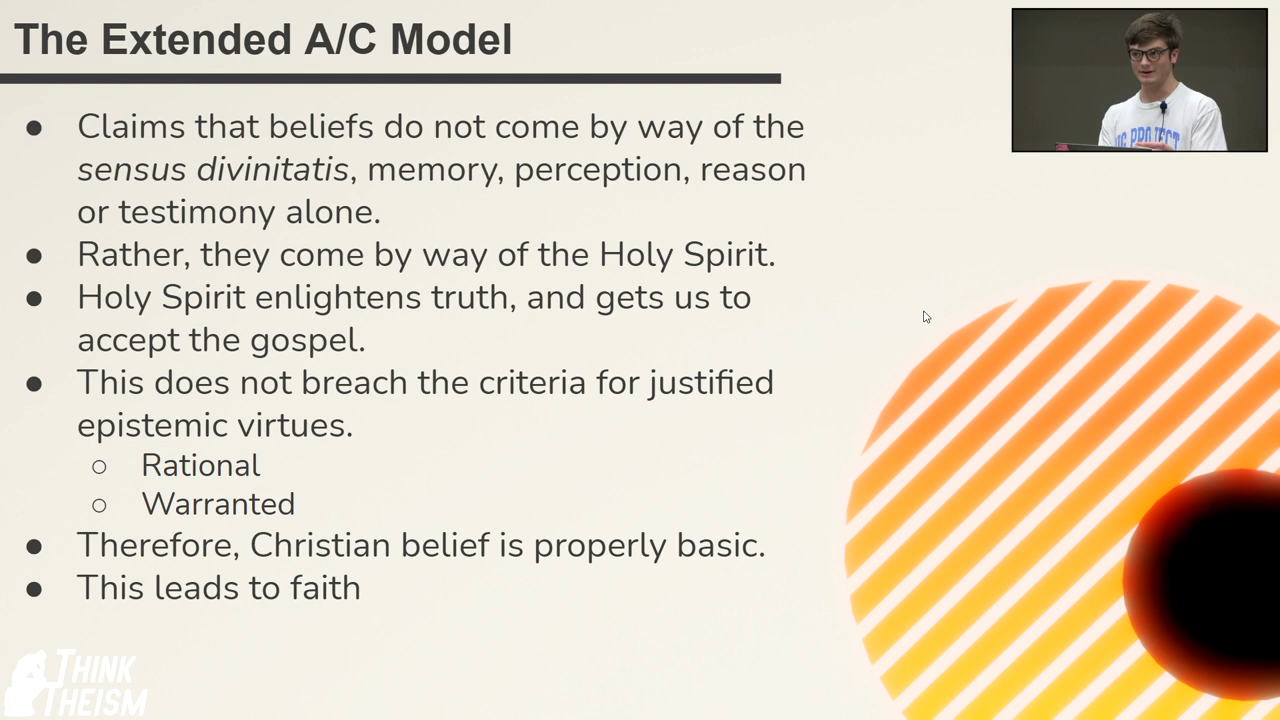 The Extended A/C Model
● Claims that beliefs do not come by way of the
sensus divinitatis, memory, perception, reason
or testimony alone.
● Rather, they come by way of the Holy Spirit.
● Holy Spirit enlightens truth, and gets us to
accept the gospel.
● This does not breach the criteria for justified
epistemic virtues.
○ Rational
○ Warranted
● Therefore, Christian belief is properly basic.
● This leads to faith
THINK
THEISM